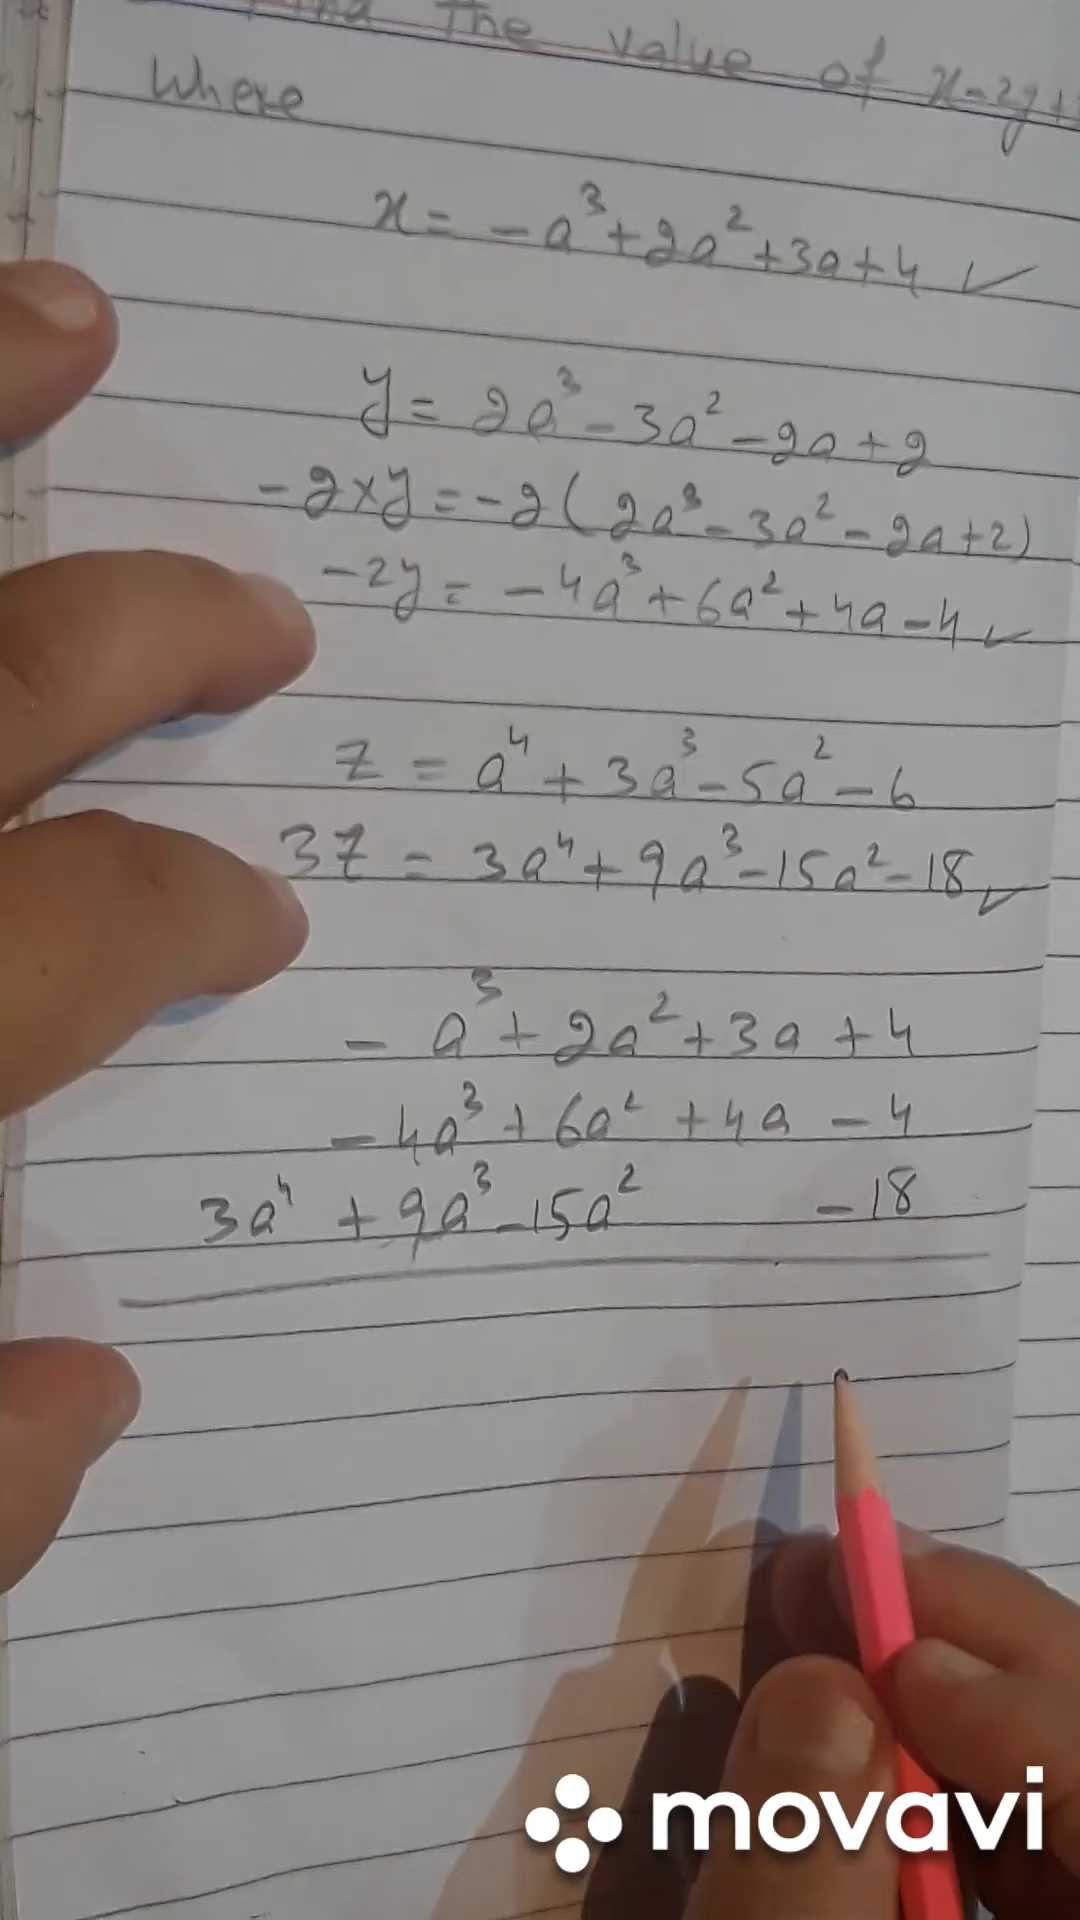 The value of x-2y+
Where
x = -a³+2a²+3a+4 ✓
y = 2a³-3a²-2a+2
-2×y = -2(2a³-3a²-2a+2)
-2y = -4a³+6a²+4a-4 ✓
z = a⁴+3a³-5a²-6
3z = 3a⁴+9a³-15a²-18 ✓
-a³+2a²+3a+4
-4a³+6a²+4a-4
3a⁴+9a³-15a² -18
movavi